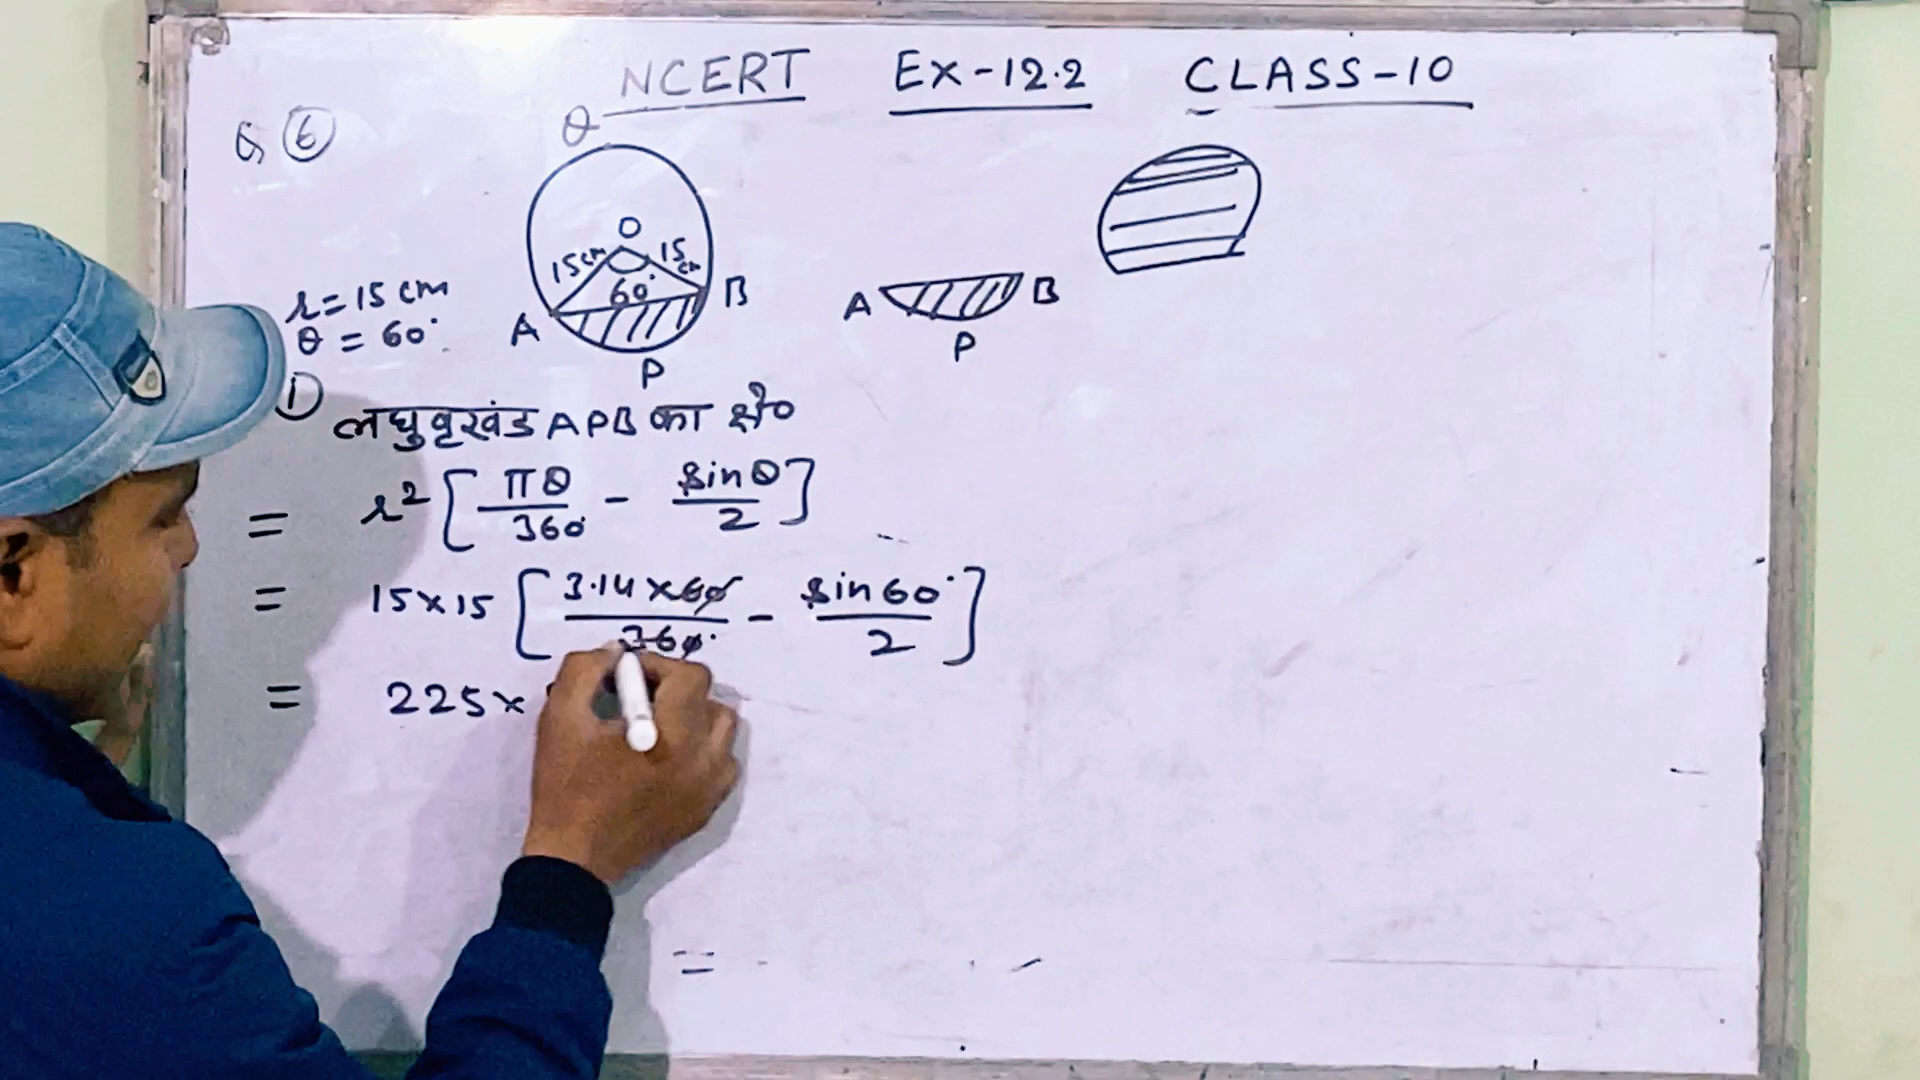 NCERT EX-12.2 CLASS-10
Q 6
θ
O
15cm 15cm
60°
A B
P
A B
P
r=15 cm
θ = 60°
1) लघुवृखंड APB का क्षे०
= r² [ πθ/360° - sinθ/2 ]
= 15×15 [ 3.14×60/360° - sin60°/2 ]
= 225×